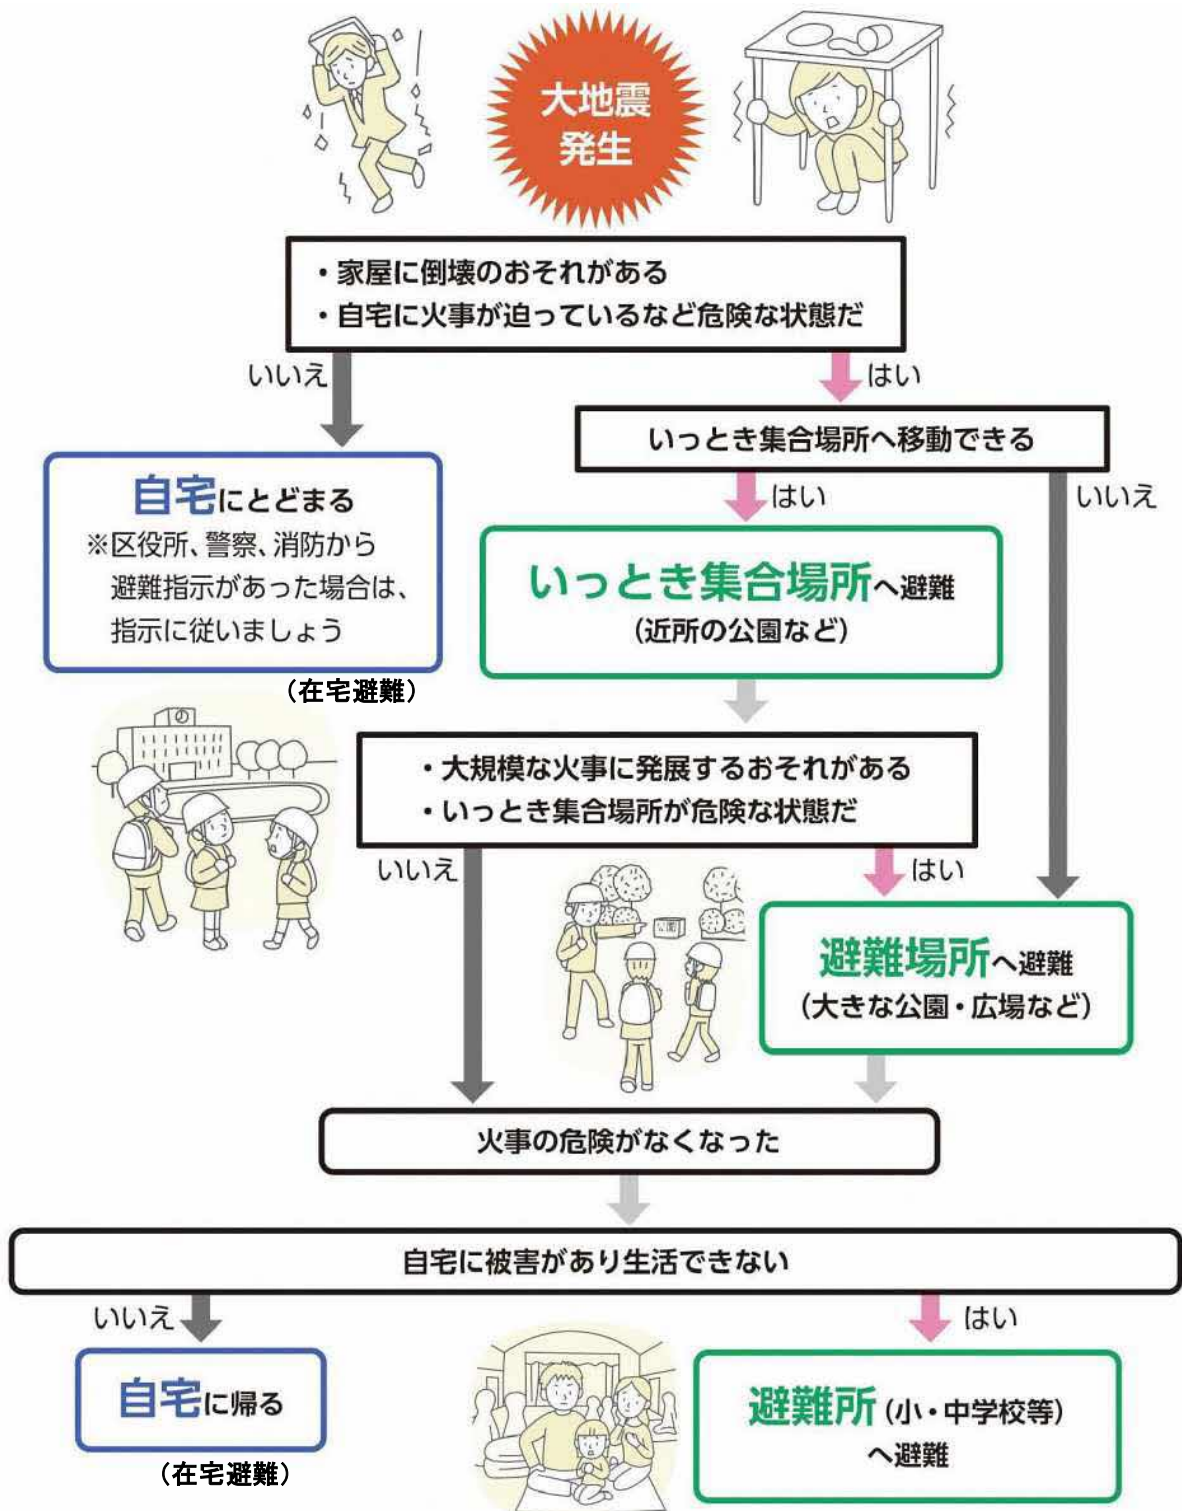 大地震
発生
・家屋に倒壊のおそれがある
・自宅に火事が迫っているなど危険な状態だ
いいえ
はい
いっとき集合場所へ移動できる
はい
いいえ
自宅にとどまる
※区役所、警察、消防から
避難指示があった場合は、
指示に従いましょう
（在宅避難）
いっとき集合場所へ避難
（近所の公園など）
・大規模な火事に発展するおそれがある
・いっとき集合場所が危険な状態だ
いいえ
はい
避難場所へ避難
（大きな公園・広場など）
火事の危険がなくなった
自宅に被害があり生活できない
いいえ
はい
自宅に帰る
（在宅避難）
避難所（小・中学校等）
へ避難